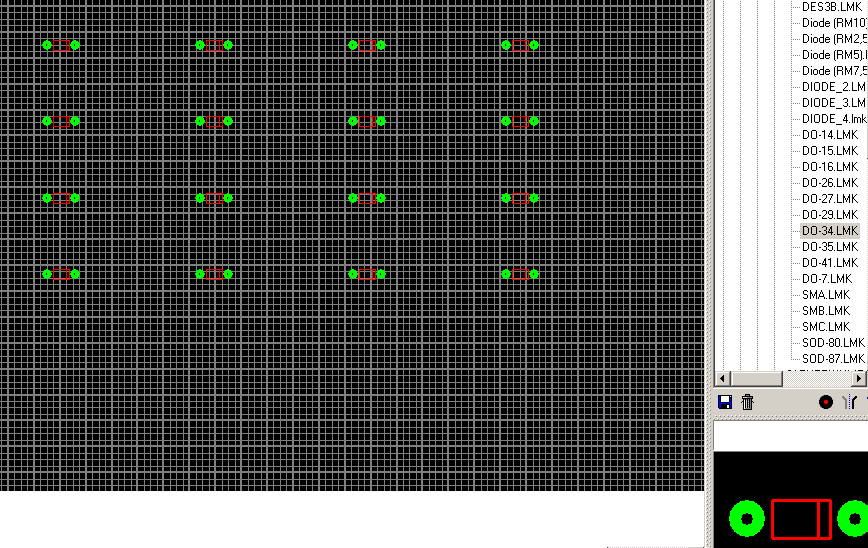 DES3B.LMK
Diode (RM10
Diode (RM2,5
Diode (RM5).l
Diode (RM7,5
DIODE_2.LM
DIODE_3.LM
DIODE_4.lmk
DO-14.LMK
DO-15.LMK
DO-16.LMK
DO-26.LMK
DO-27.LMK
DO-29.LMK
DO-34.LMK
DO-35.LMK
DO-41.LMK
DO-7.LMK
SMA.LMK
SMB.LMK
SMC.LMK
SOD-80.LMK
SOD-87.LMK